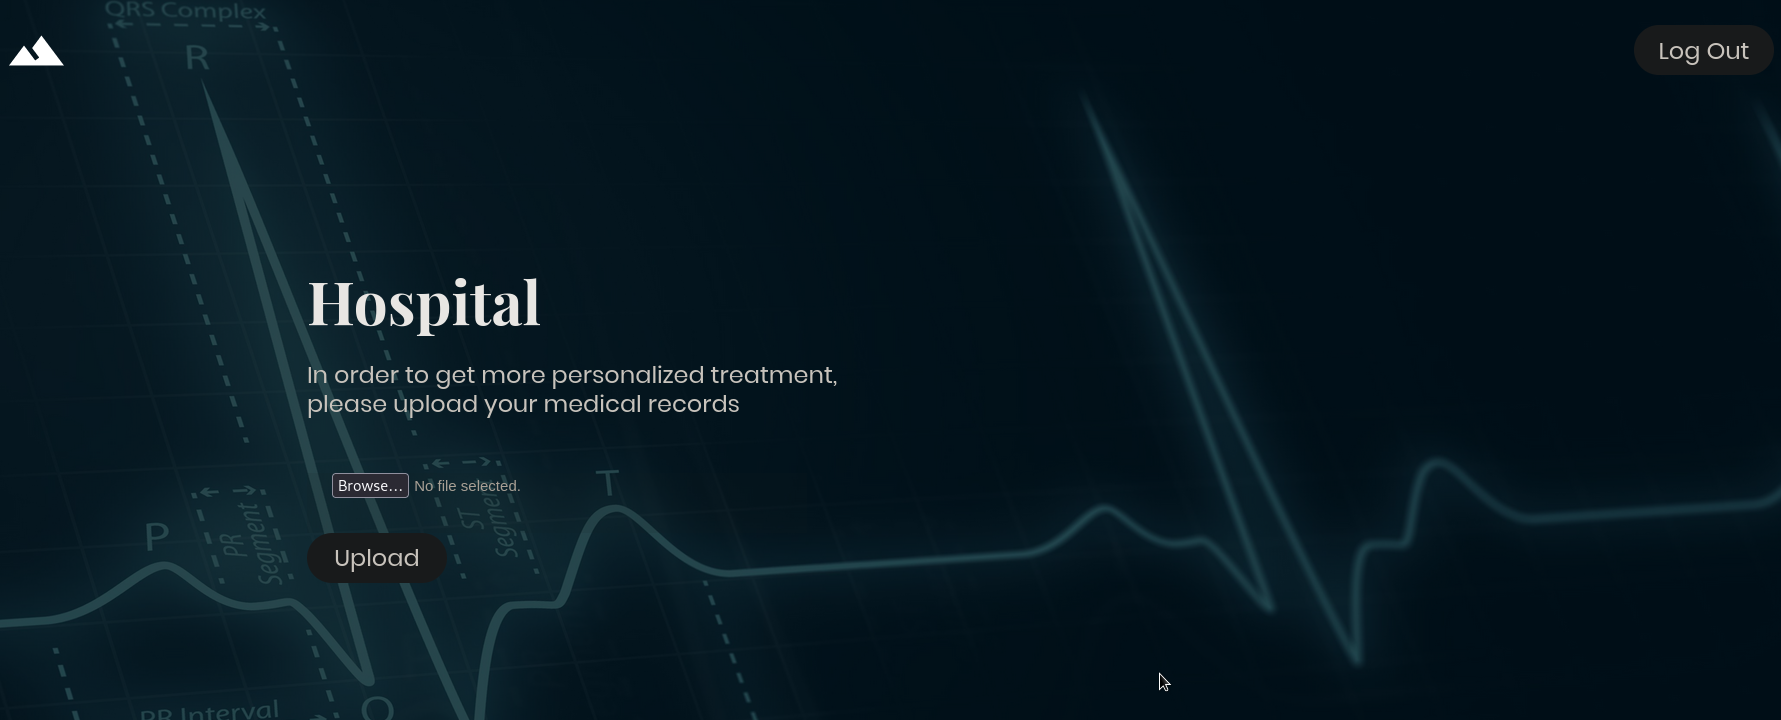 QRS Complex
R
Log Out
Hospital
In order to get more personalized treatment,
please upload your medical records
Browse... No file selected.
T
P
PR
Segment
ST
Segment
Upload
PR Interval
Q